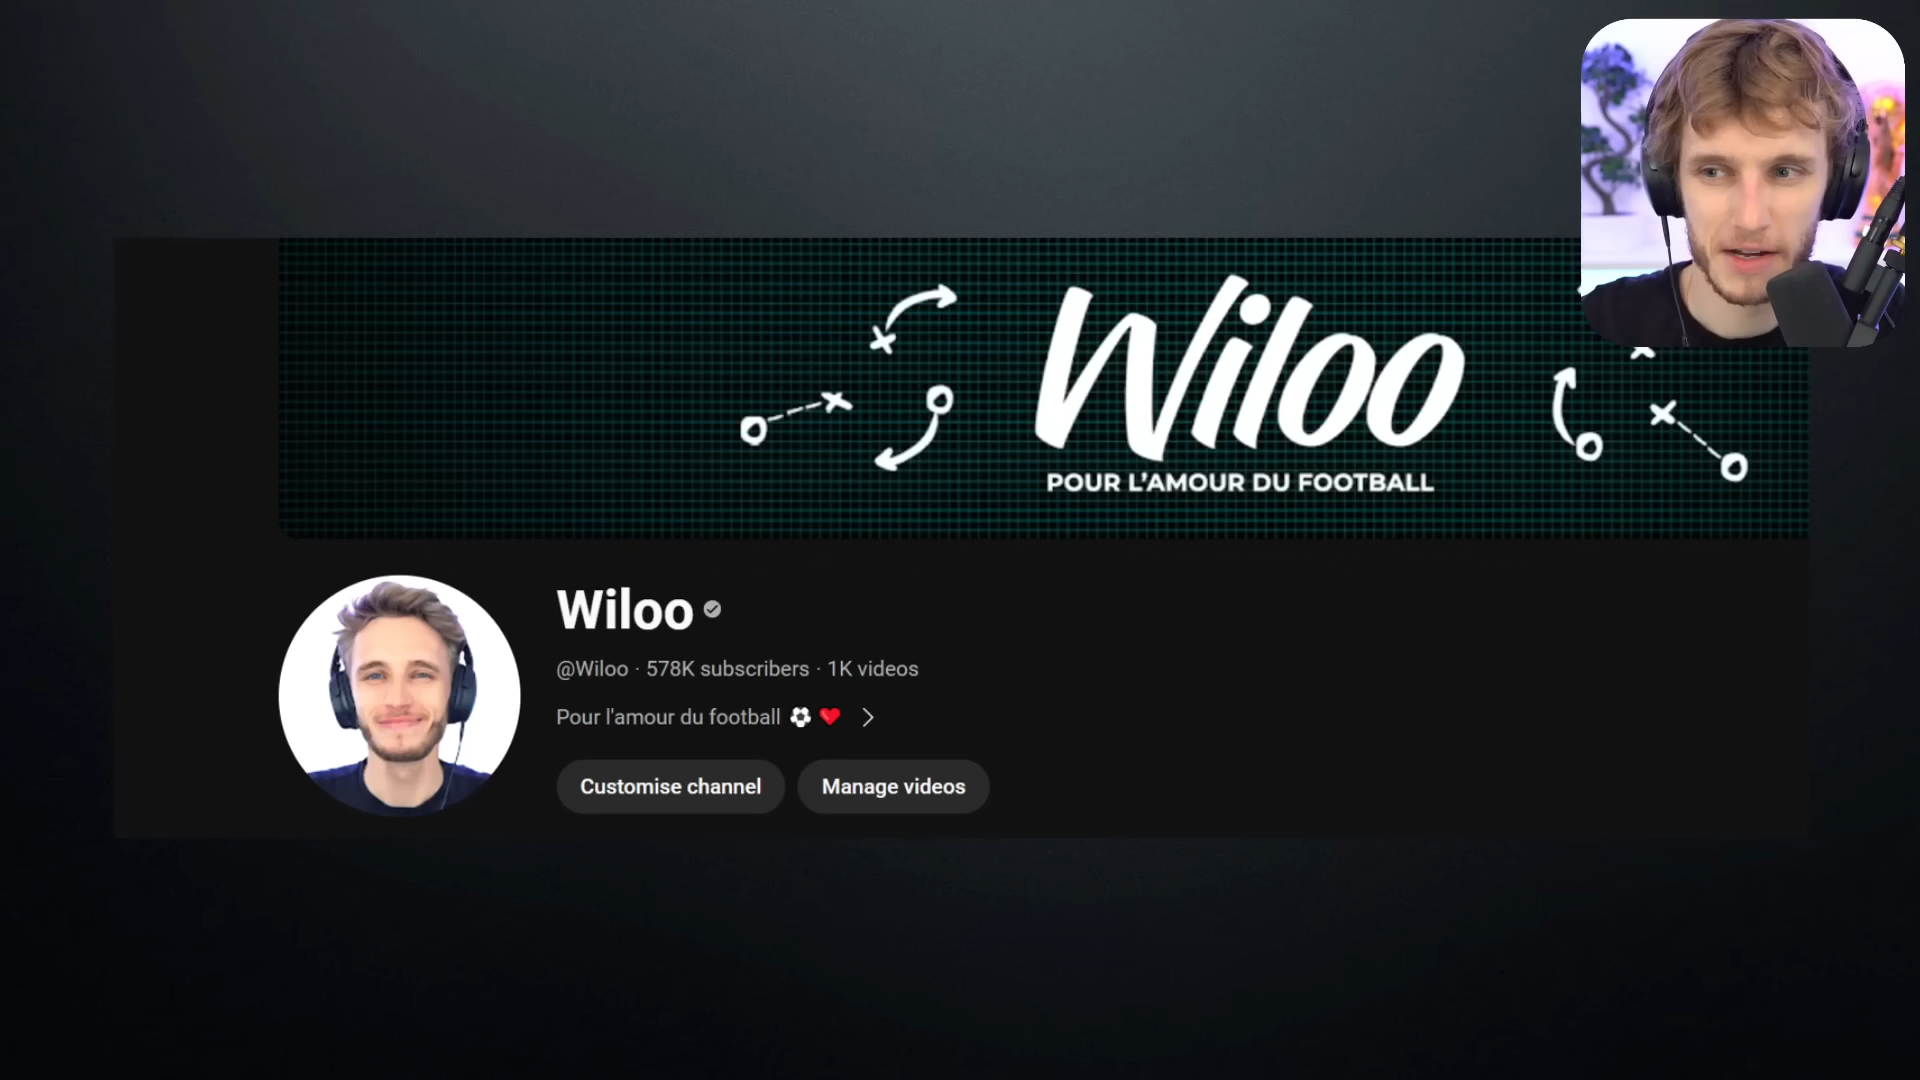 Wiloo
POUR L'AMOUR DU FOOTBALL
Wiloo
@Wiloo · 578K subscribers · 1K videos
Pour l'amour du football ⚽❤️
Customise channel
Manage videos